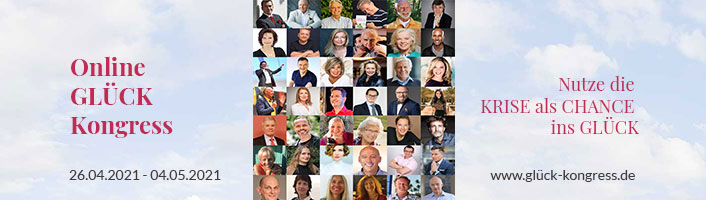 Online
GLÜCK
Kongress
26.04.2021 - 04.05.2021
Nutze die
KRISE als CHANCE
ins GLÜCK
www.glück-kongress.de